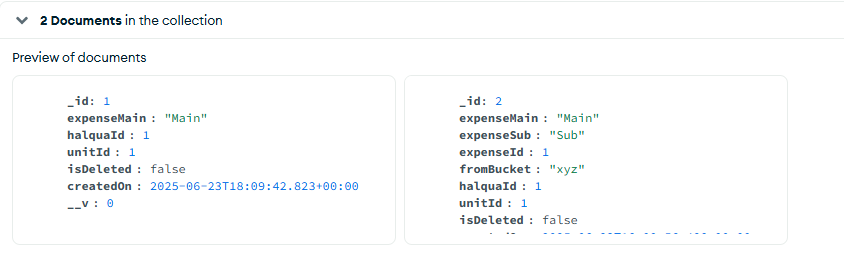 2 Documents in the collection
Preview of documents
_id: 1
expenseMain : "Main"
halquaId : 1
unitId : 1
isDeleted : false
createdOn : 2025-06-23T18:09:42.823+00:00
__v : 0
_id: 2
expenseMain : "Main"
expenseSub : "Sub"
expenseId : 1
fromBucket : "xyz"
halquaId : 1
unitId : 1
isDeleted : false